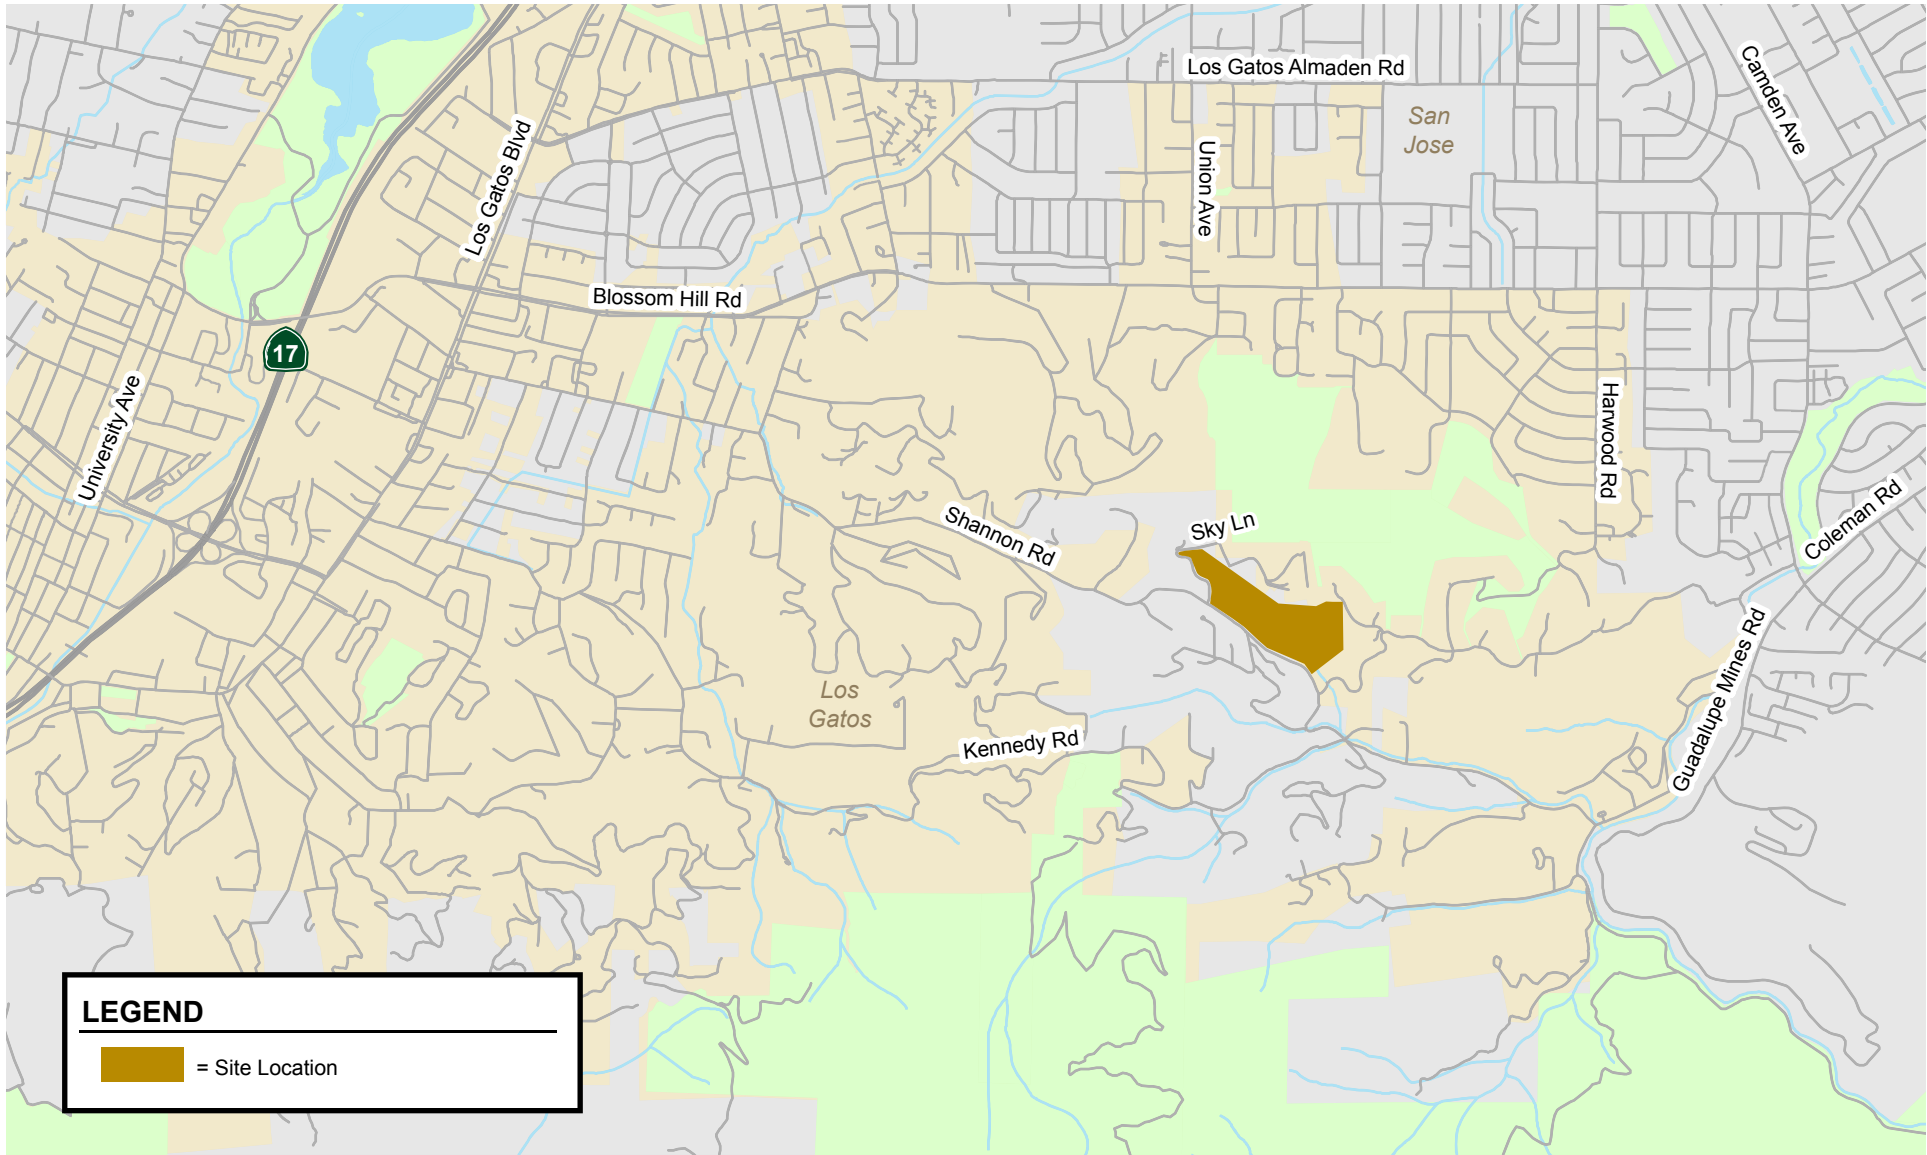 Los Gatos Almaden Rd
Camden Ave
San
Jose
Los Gatos Blvd
Union Ave
Blossom Hill Rd
17
University Ave
Harwood Rd
Coleman Rd
Shannon Rd
Sky Ln
Guadalupe Mines Rd
Los
Gatos
Kennedy Rd
LEGEND
= Site Location